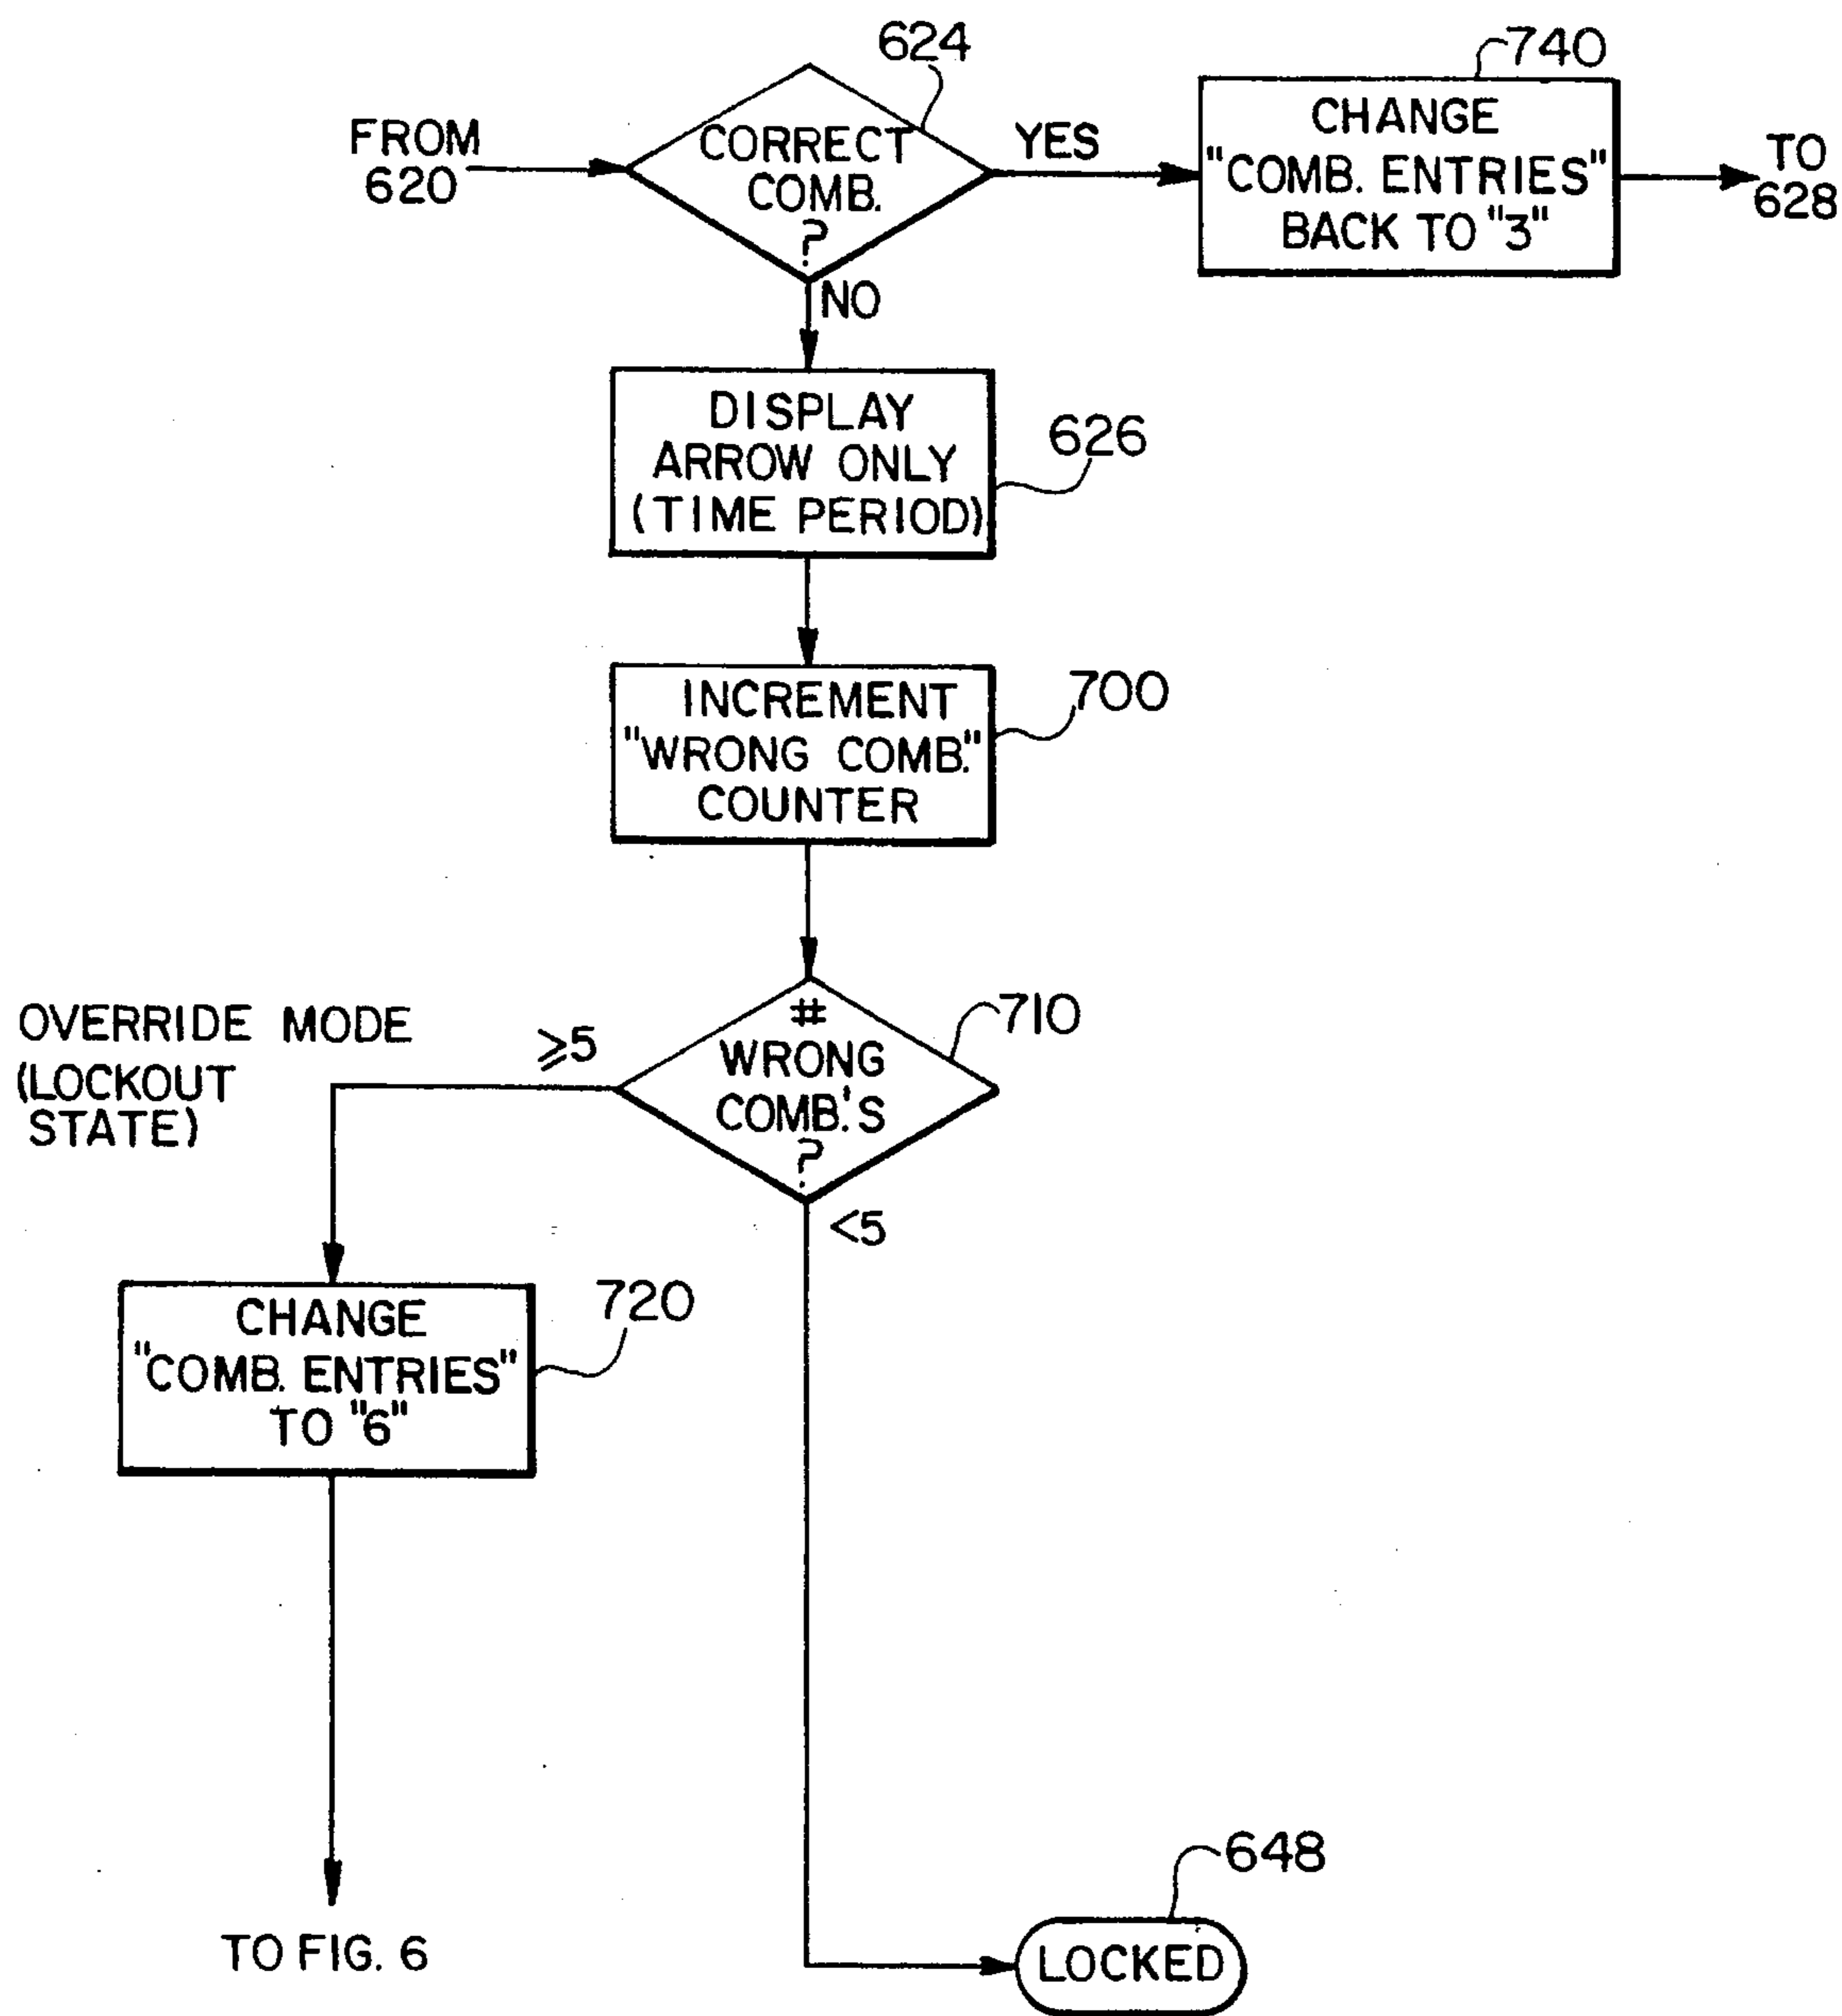 624
740
FROM
620
CORRECT
COMB.
?
YES
CHANGE
"COMB. ENTRIES"
BACK TO "3"
TO
628
NO
DISPLAY
ARROW ONLY
(TIME PERIOD)
626
INCREMENT
"WRONG COMB."
COUNTER
700
OVERRIDE MODE
(LOCKOUT
STATE)
≥5
#
WRONG
COMB.'S
?
710
<5
CHANGE
"COMB. ENTRIES"
TO "6"
720
TO FIG. 6
648
LOCKED